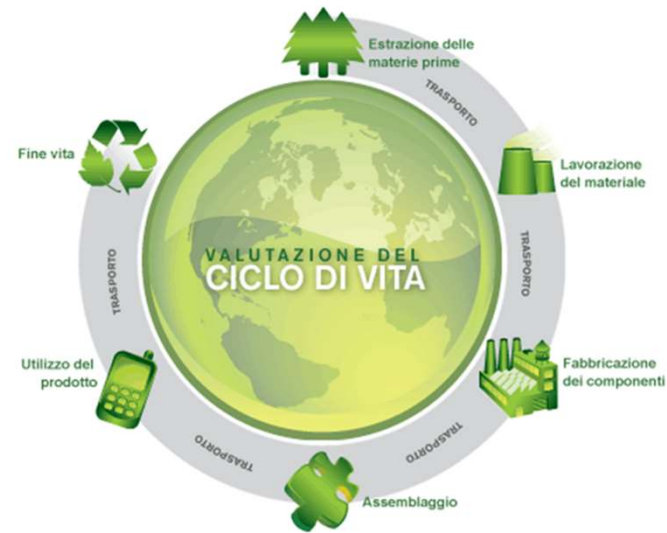 Estrazione delle
materie prime
TRASPORTO
Lavorazione
del materiale
TRASPORTO
Fabbricazione
dei componenti
TRASPORTO
Assemblaggio
TRASPORTO
Utilizzo del
prodotto
TRASPORTO
Fine vita
VALUTAZIONE DEL
CICLO DI VITA